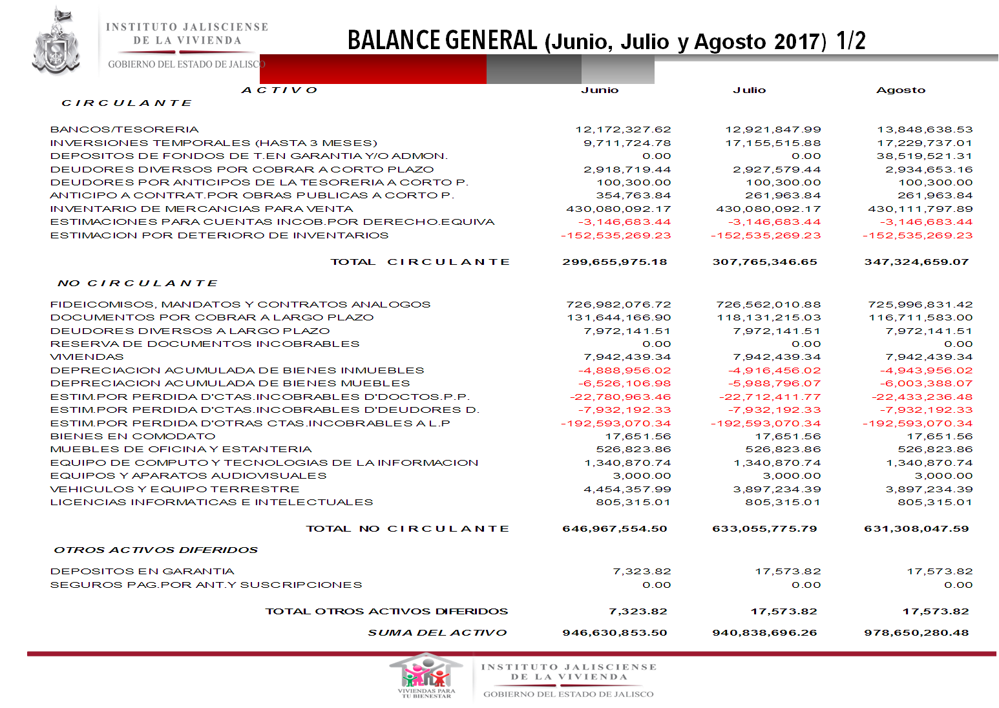 INSTITUTO JALISCIENSE
DE LA VIVIENDA
GOBIERNO DEL ESTADO DE JALISCO
BALANCE GENERAL (Junio, Julio y Agosto 2017) 1/2
A C T I V O Junio Julio Agosto
C I R C U L A N T E
BANCOS/TESORERIA 12,172,327.62 12,921,847.99 13,848,638.53
INVERSIONES TEMPORALES (HASTA 3 MESES) 9,711,724.78 17,155,515.88 17,229,737.01
DEPOSITOS DE FONDOS DE T.EN GARANTIA Y/O ADMON. 0.00 0.00 38,519,521.31
DEUDORES DIVERSOS POR COBRAR A CORTO PLAZO 2,918,719.44 2,927,579.44 2,934,653.16
DEUDORES POR ANTICIPOS DE LA TESORERIA A CORTO P. 100,300.00 100,300.00 100,300.00
ANTICIPO A CONTRAT.POR OBRAS PUBLICAS A CORTO P. 354,763.84 261,963.84 261,963.84
INVENTARIO DE MERCANCIAS PARA VENTA 430,080,092.17 430,080,092.17 430,111,797.89
ESTIMACIONES PARA CUENTAS INCOB.POR DERECHO.EQUIVA -3,146,683.44 -3,146,683.44 -3,146,683.44
ESTIMACION POR DETERIORO DE INVENTARIOS -152,535,269.23 -152,535,269.23 -152,535,269.23
TOTAL C I R C U L A N T E 299,655,975.18 307,765,346.65 347,324,659.07
NO C I R C U L A N T E
FIDEICOMISOS, MANDATOS Y CONTRATOS ANALOGOS 726,982,076.72 726,562,010.88 725,996,831.42
DOCUMENTOS POR COBRAR A LARGO PLAZO 131,644,166.90 118,131,215.03 116,711,583.00
DEUDORES DIVERSOS A LARGO PLAZO 7,972,141.51 7,972,141.51 7,972,141.51
RESERVA DE DOCUMENTOS INCOBRABLES 0.00 0.00 0.00
VIVIENDAS 7,942,439.34 7,942,439.34 7,942,439.34
DEPRECIACION ACUMULADA DE BIENES INMUEBLES -4,888,956.02 -4,916,456.02 -4,943,956.02
DEPRECIACION ACUMULADA DE BIENES MUEBLES -6,526,106.98 -5,988,796.07 -6,003,388.07
ESTIM.POR PERDIDA D'CTAS.INCOBRABLES D'DOCTOS.P.P. -22,780,963.46 -22,712,411.77 -22,433,236.48
ESTIM.POR PERDIDA D'CTAS.INCOBRABLES D'DEUDORES D. -7,932,192.33 -7,932,192.33 -7,932,192.33
ESTIM.POR PERDIDA D'OTRAS CTAS.INCOBRABLES A L.P -192,593,070.34 -192,593,070.34 -192,593,070.34
BIENES EN COMODATO 17,651.56 17,651.56 17,651.56
MUEBLES DE OFICINA Y ESTANTERIA 526,823.86 526,823.86 526,823.86
EQUIPO DE COMPUTO Y TECNOLOGIAS DE LA INFORMACION 1,340,870.74 1,340,870.74 1,340,870.74
EQUIPOS Y APARATOS AUDIOVISUALES 3,000.00 3,000.00 3,000.00
VEHICULOS Y EQUIPO TERRESTRE 4,454,357.99 3,897,234.39 3,897,234.39
LICENCIAS INFORMATICAS E INTELECTUALES 805,315.01 805,315.01 805,315.01
TOTAL NO C I R C U L A N T E 646,967,554.50 633,055,775.79 631,308,047.59
OTROS ACTIVOS DIFERIDOS
DEPOSITOS EN GARANTIA 7,323.82 17,573.82 17,573.82
SEGUROS PAG.POR ANT.Y SUSCRIPCIONES 0.00 0.00 0.00
TOTAL OTROS ACTIVOS DIFERIDOS 7,323.82 17,573.82 17,573.82
SUMA DEL ACTIVO 946,630,853.50 940,838,696.26 978,650,280.48
VIVIENDAS PARA
TU BIENESTAR
INSTITUTO JALISCIENSE
DE LA VIVIENDA
GOBIERNO DEL ESTADO DE JALISCO